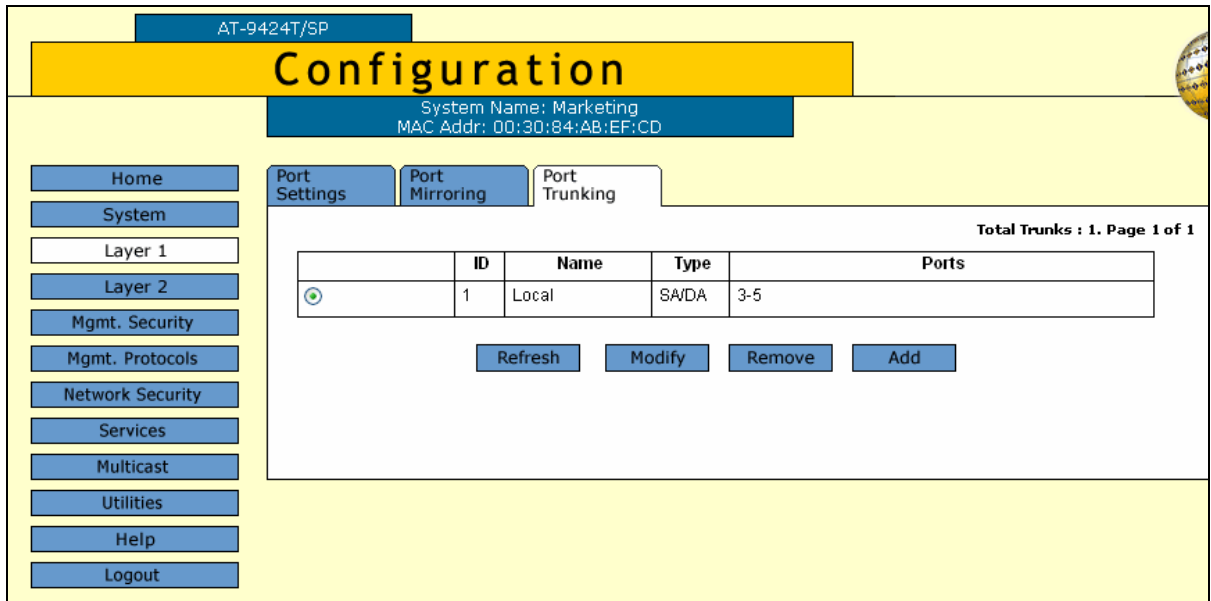 AT-9424T/SP
Configuration
System Name: Marketing
MAC Addr: 00:30:84:AB:EF:CD
Home
System
Layer 1
Layer 2
Mgmt. Security
Mgmt. Protocols
Network Security
Services
Multicast
Utilities
Help
Logout
Port Settings
Port Mirroring
Port Trunking
Total Trunks : 1. Page 1 of 1
ID Name Type Ports
1 Local SA/DA 3-5
Refresh Modify Remove Add